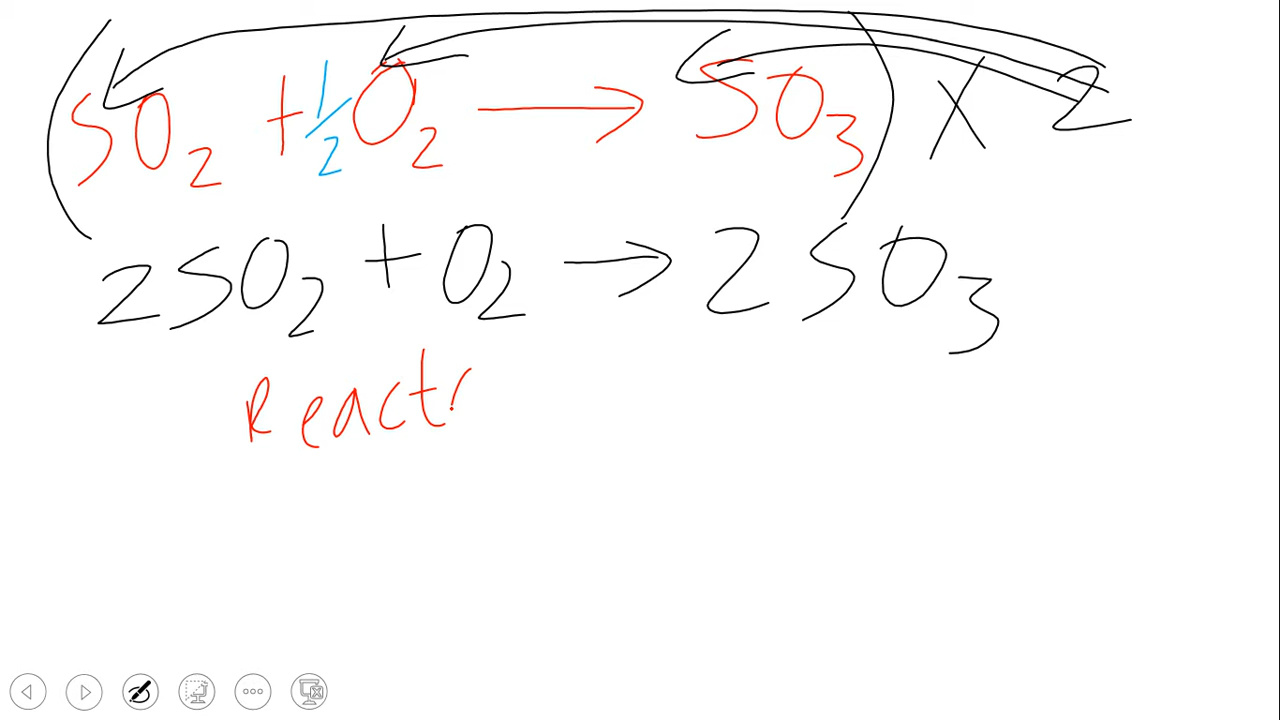 (SO₂ + 1/2 O₂ → SO₃) X 2
2SO₂ + O₂ → 2SO₃
React